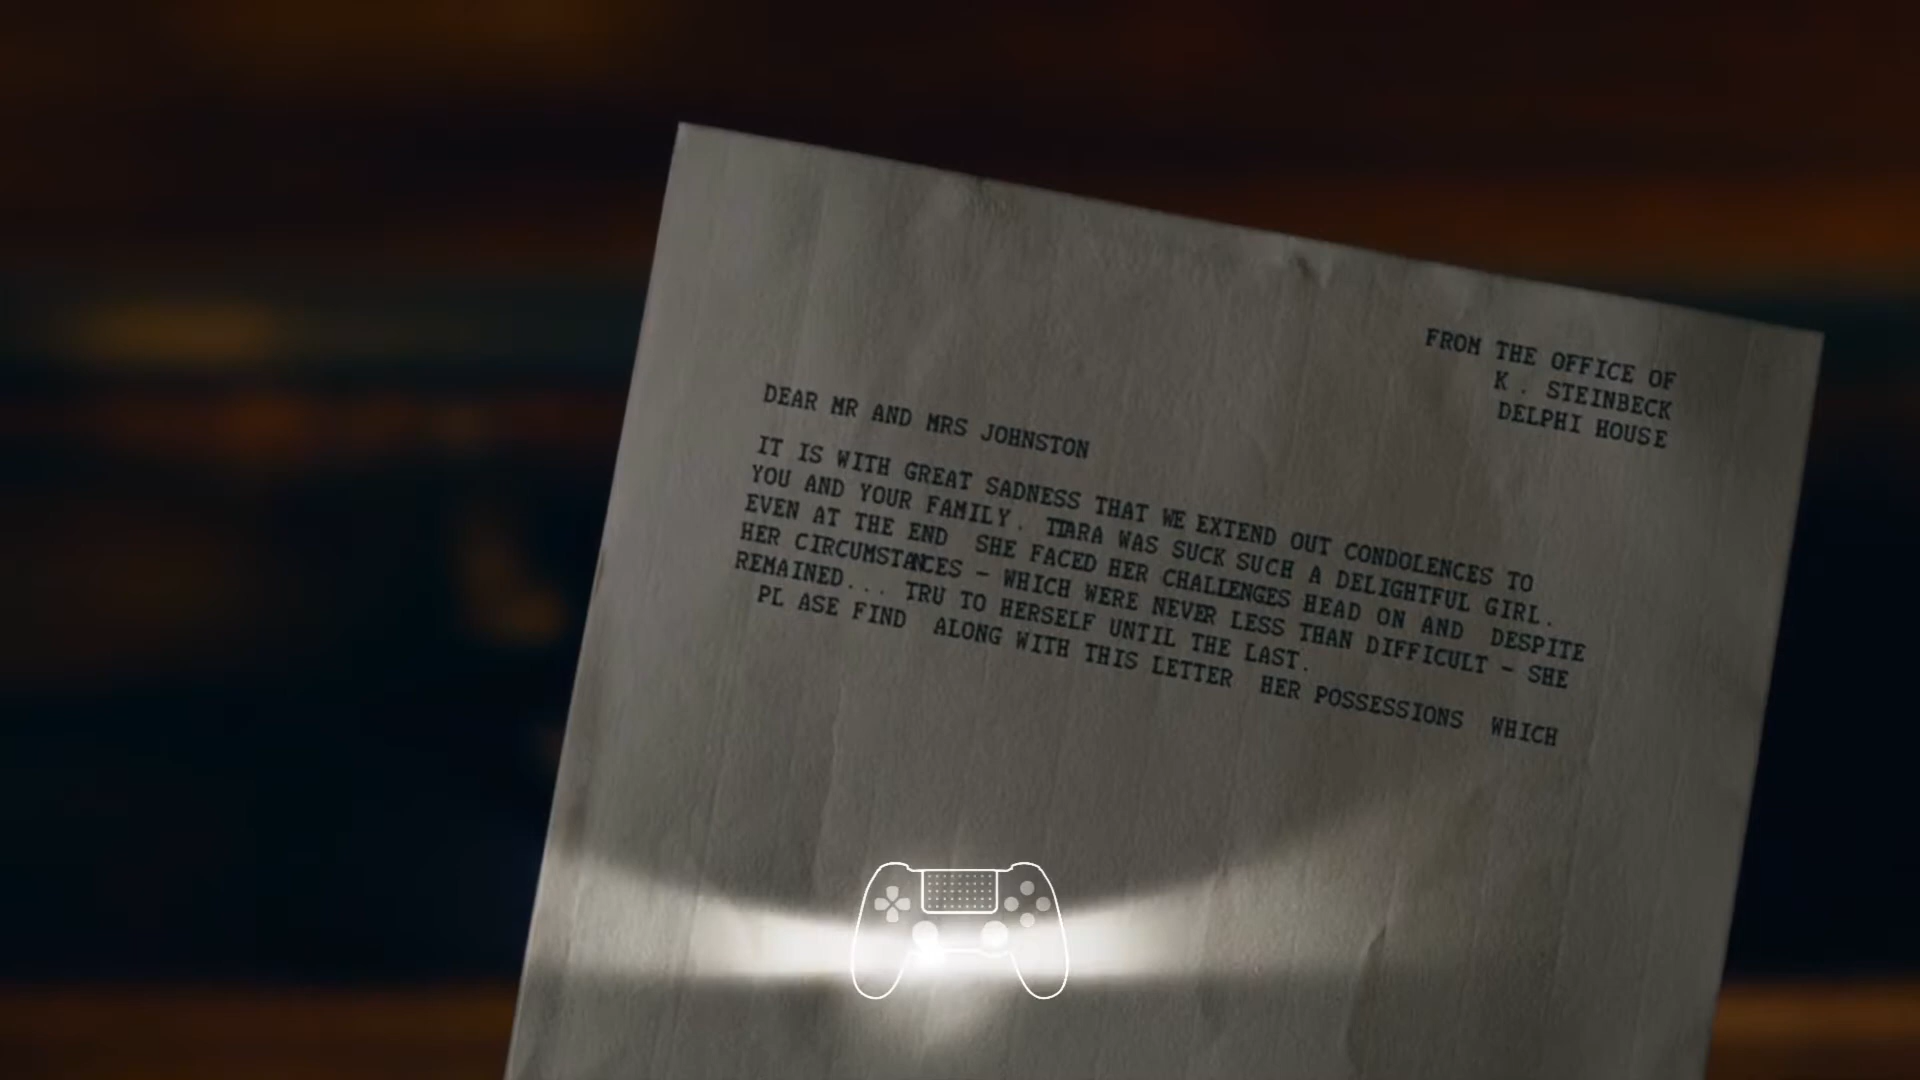 FROM THE OFFICE OF
K . STEINBECK
DELPHI HOUSE
DEAR MR AND MRS JOHNSTON
IT IS WITH GREAT SADNESS THAT WE EXTEND OUT CONDOLENCES TO
YOU AND YOUR FAMILY. TIARA WAS SUCK SUCH A DELIGHTFUL GIRL.
EVEN AT THE END SHE FACED HER CHALLENGES HEAD ON AND DESPITE
HER CIRCUMSTANCES - WHICH WERE NEVER LESS THAN DIFFICULT - SHE
REMAINED... TRU TO HERSELF UNTIL THE LAST.
PL ASE FIND ALONG WITH THIS LETTER HER POSSESSIONS WHICH